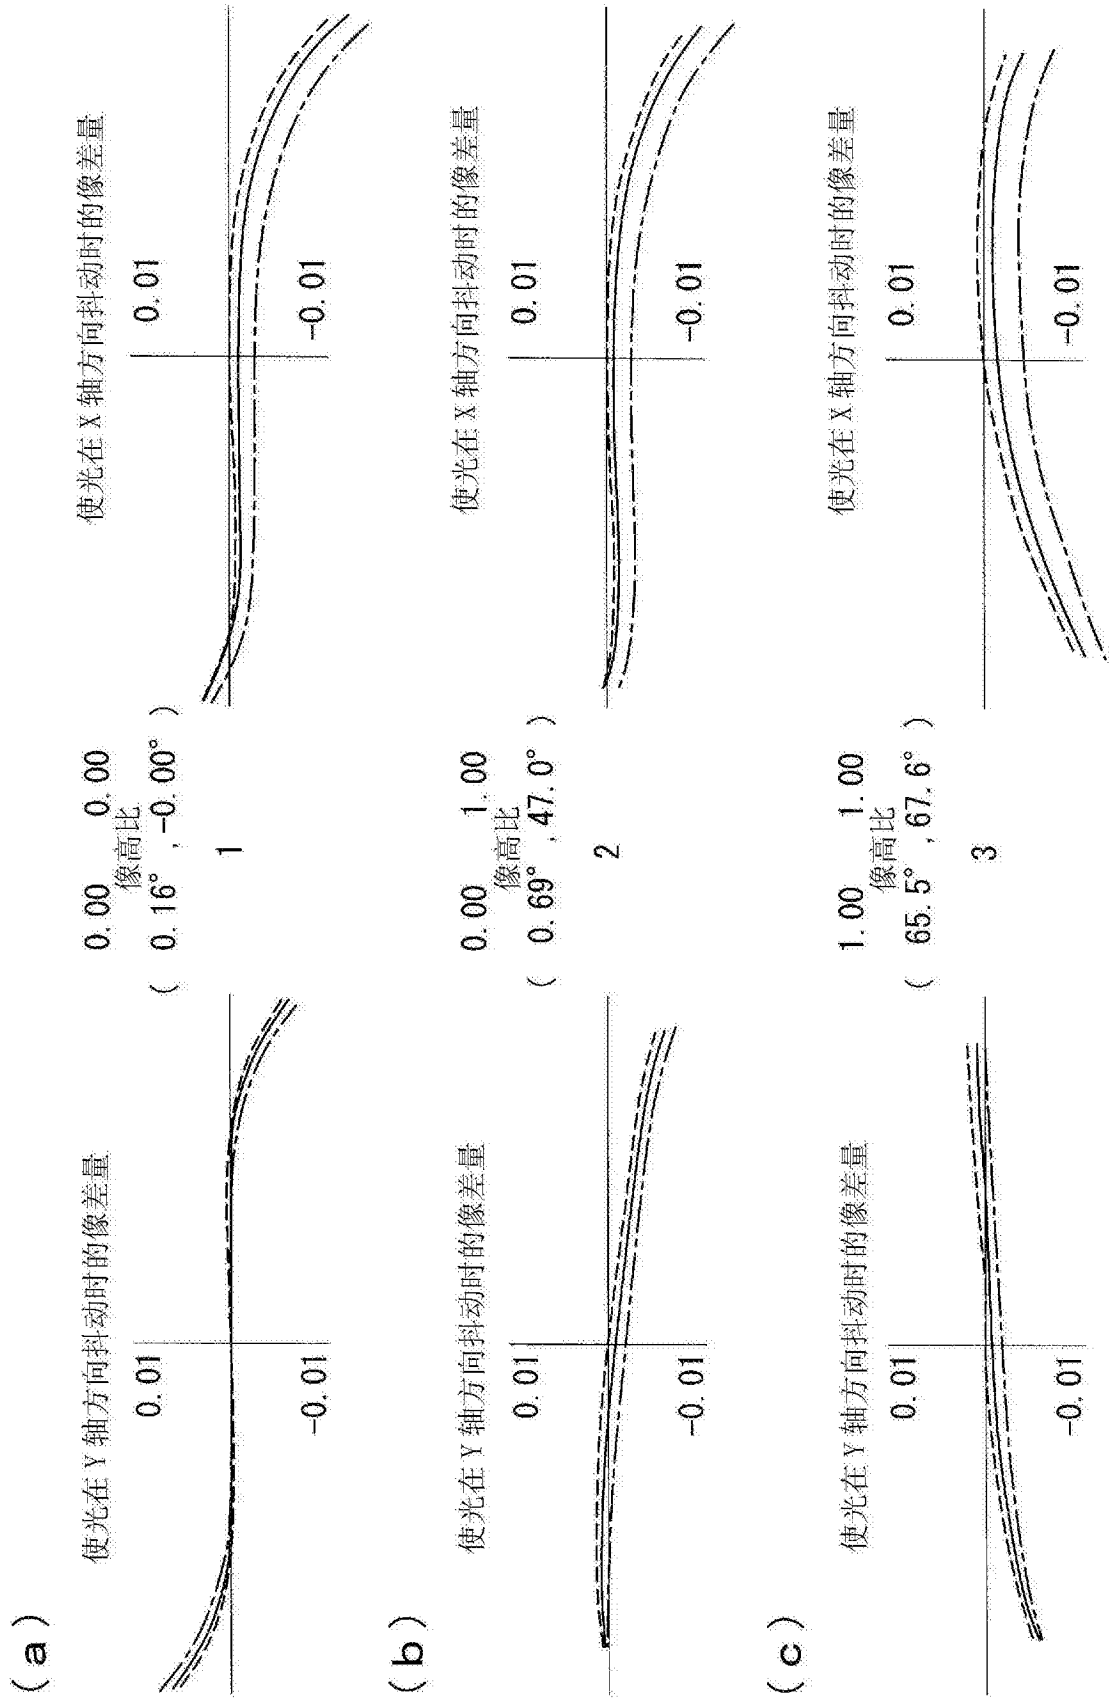 (a)
使光在 Y 轴方向抖动时的像差量
0.01
-0.01
0.00 0.00
像高比
( 0.16° ,-0.00° )
1
使光在 X 轴方向抖动时的像差量
0.01
-0.01
(b)
使光在 Y 轴方向抖动时的像差量
0.01
-0.01
0.00 1.00
像高比
( 0.69° ,47.0° )
2
使光在 X 轴方向抖动时的像差量
0.01
-0.01
(c)
使光在 Y 轴方向抖动时的像差量
0.01
-0.01
1.00 1.00
像高比
( 65.5° ,67.6° )
3
使光在 X 轴方向抖动时的像差量
0.01
-0.01